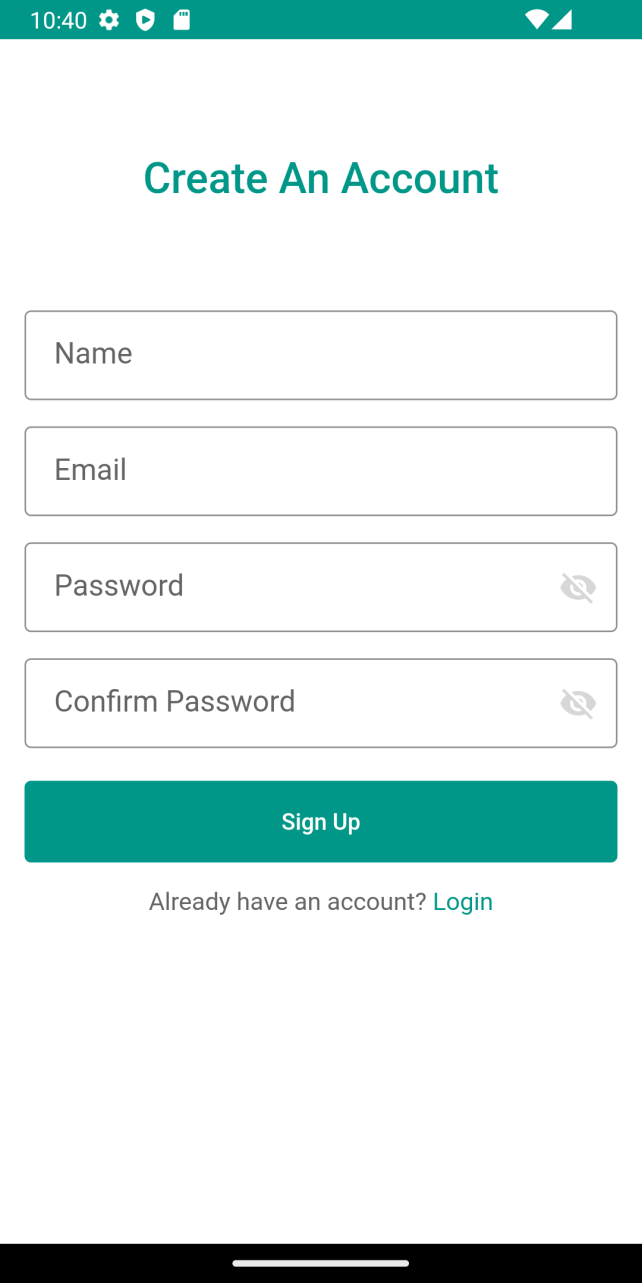 10:40
Create An Account
Name
Email
Password
Confirm Password
Sign Up
Already have an account? Login